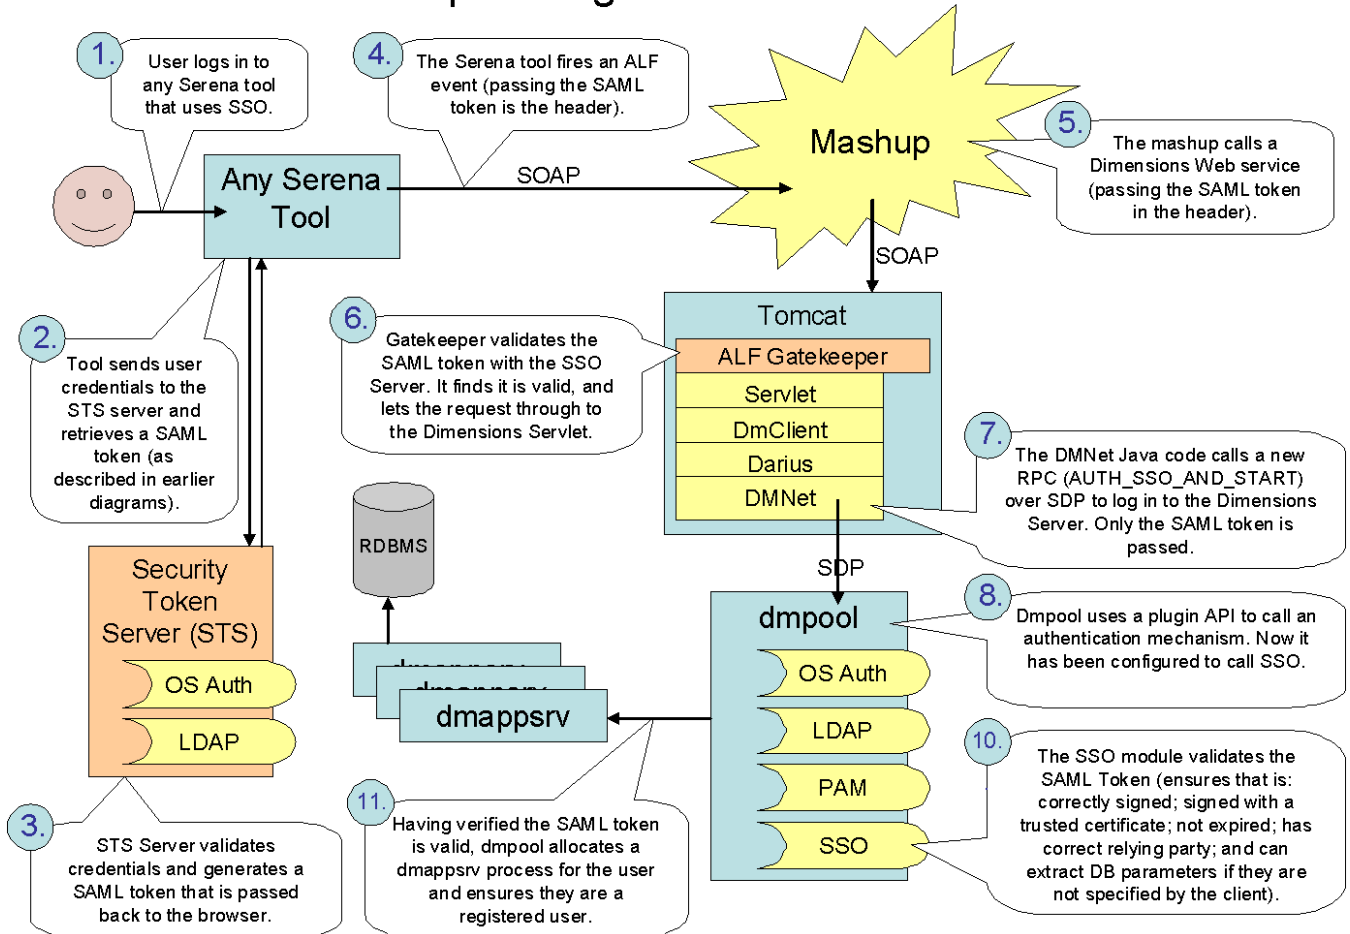 1.
User logs in to
any Serena tool
that uses SSO.
4.
The Serena tool fires an ALF
event (passing the SAML
token is the header).
Mashup
5.
The mashup calls a
Dimensions Web service
(passing the SAML token
in the header).
Any Serena
Tool
SOAP
SOAP
2.
Tool sends user
credentials to the
STS server and
retrieves a SAML
token (as
described in earlier
diagrams).
6.
Gatekeeper validates the
SAML token with the SSO
Server. It finds it is valid, and
lets the request through to
the Dimensions Servlet.
Tomcat
ALF Gatekeeper
Servlet
DmClient
Darius
DMNet
7.
The DMNet Java code calls a new
RPC (AUTH_SSO_AND_START)
over SDP to log in to the Dimensions
Server. Only the SAML token is
passed.
RDBMS
SDP
Security
Token
Server (STS)
OS Auth
LDAP
dmappsrv
dmappsrv
dmappsrv
dmpool
OS Auth
LDAP
PAM
SSO
8.
Dmpool uses a plugin API to call an
authentication mechanism. Now it
has been configured to call SSO.
10.
The SSO module validates the
SAML Token (ensures that is:
correctly signed; signed with a
trusted certificate; not expired; has
correct relying party; and can
extract DB parameters if they are
not specified by the client).
3.
STS Server validates
credentials and generates a
SAML token that is passed
back to the browser.
11.
Having verified the SAML token
is valid, dmpool allocates a
dmappsrv process for the user
and ensures they are a
registered user.